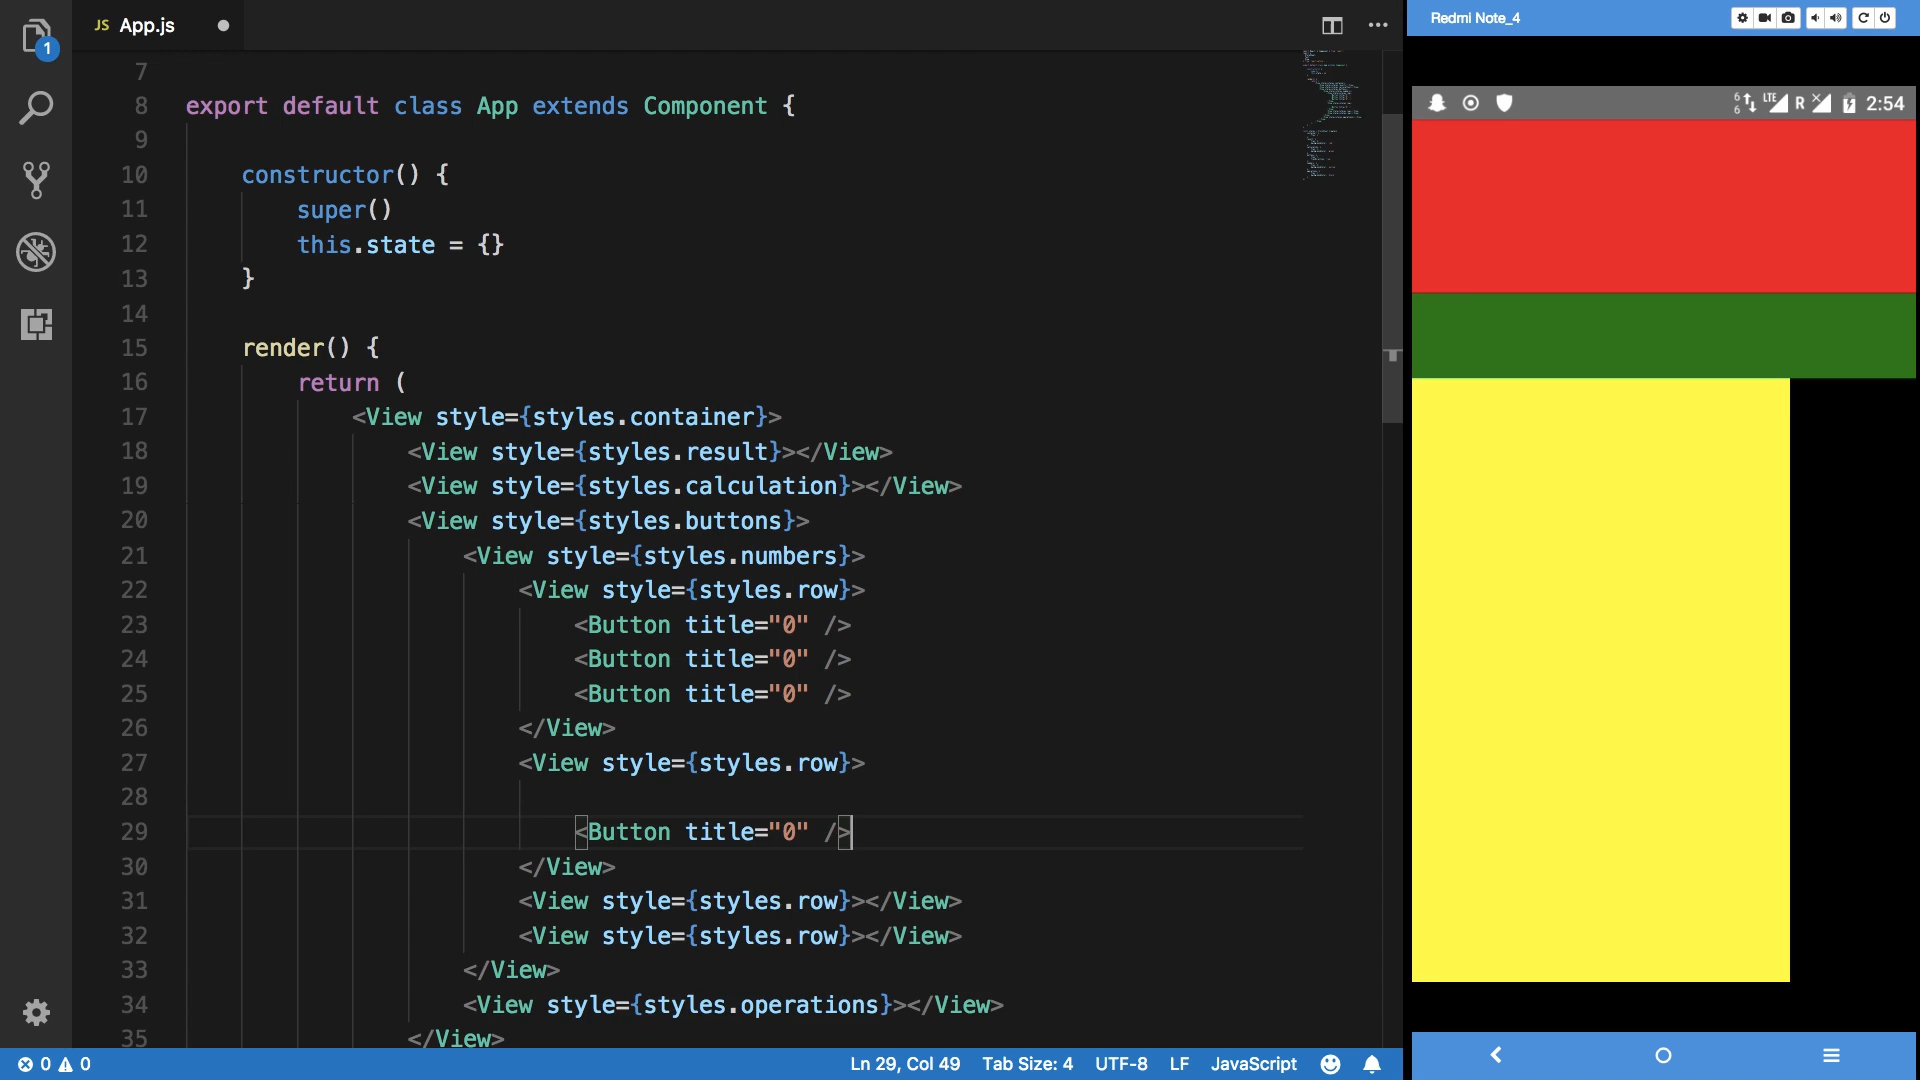 JS App.js
1
7
8 export default class App extends Component {
9
10 constructor() {
11 super()
12 this.state = {}
13 }
14
15 render() {
16 return (
17 <View style={styles.container}>
18 <View style={styles.result}></View>
19 <View style={styles.calculation}></View>
20 <View style={styles.buttons}>
21 <View style={styles.numbers}>
22 <View style={styles.row}>
23 <Button title="0" />
24 <Button title="0" />
25 <Button title="0" />
26 </View>
27 <View style={styles.row}>
28
29 <Button title="0" />
30 </View>
31 <View style={styles.row}></View>
32 <View style={styles.row}></View>
33 </View>
34 <View style={styles.operations}></View>
35 </View>
0 0 Ln 29, Col 49 Tab Size: 4 UTF-8 LF JavaScript
Redmi Note_4
6 6 LTE R 2:54